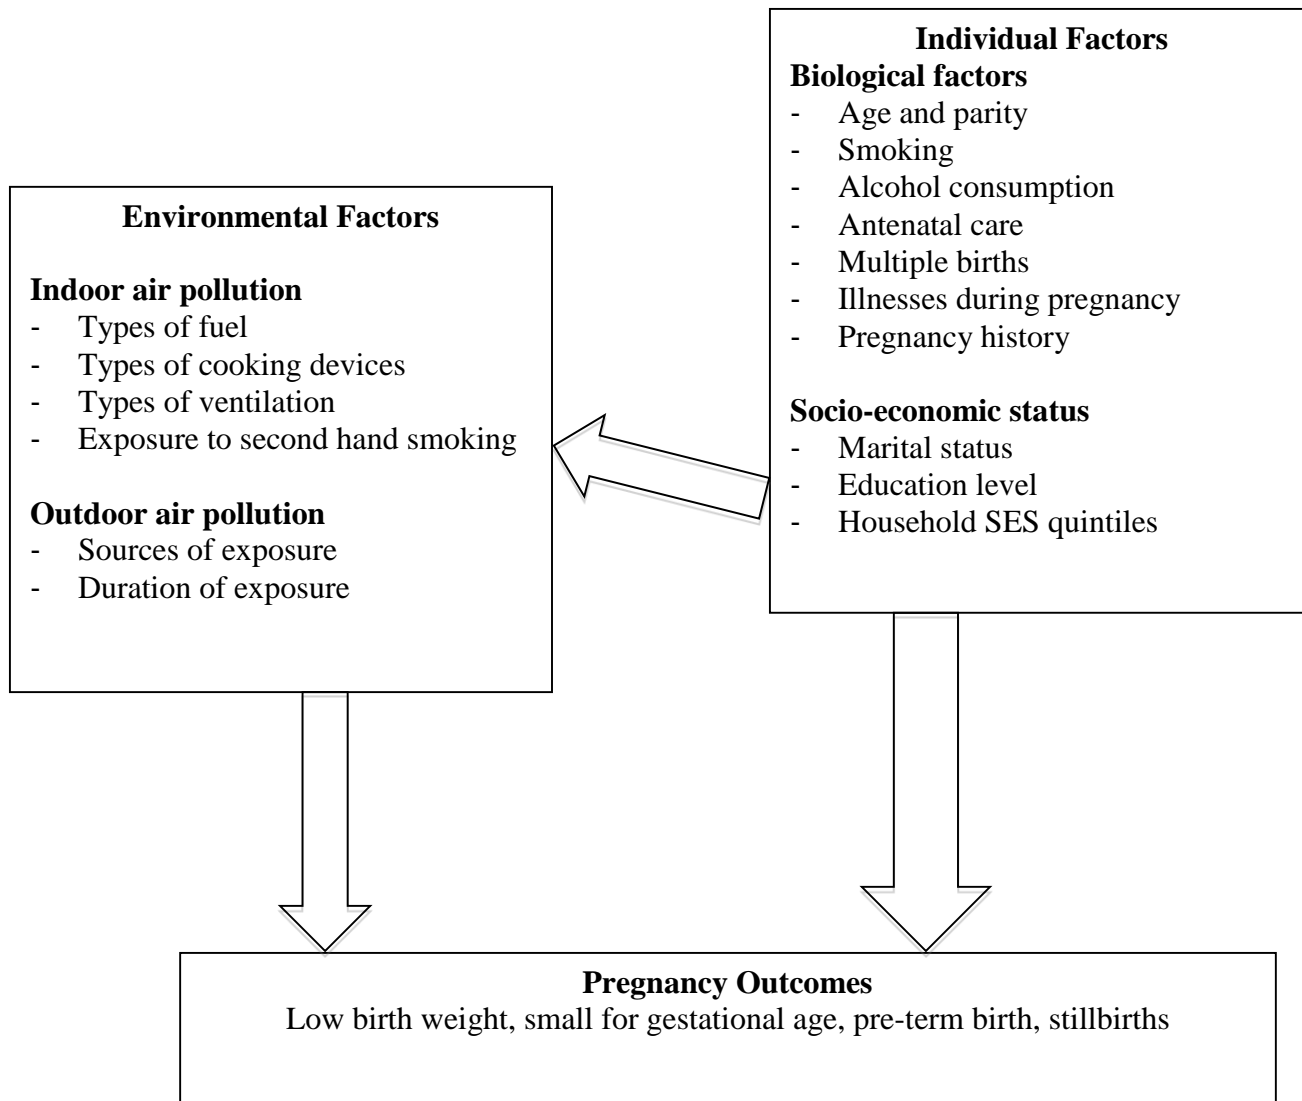 Individual Factors
Biological factors
- Age and parity
- Smoking
- Alcohol consumption
- Antenatal care
- Multiple births
- Illnesses during pregnancy
- Pregnancy history
Socio-economic status
- Marital status
- Education level
- Household SES quintiles
Environmental Factors
Indoor air pollution
- Types of fuel
- Types of cooking devices
- Types of ventilation
- Exposure to second hand smoking
Outdoor air pollution
- Sources of exposure
- Duration of exposure
Pregnancy Outcomes
Low birth weight, small for gestational age, pre-term birth, stillbirths